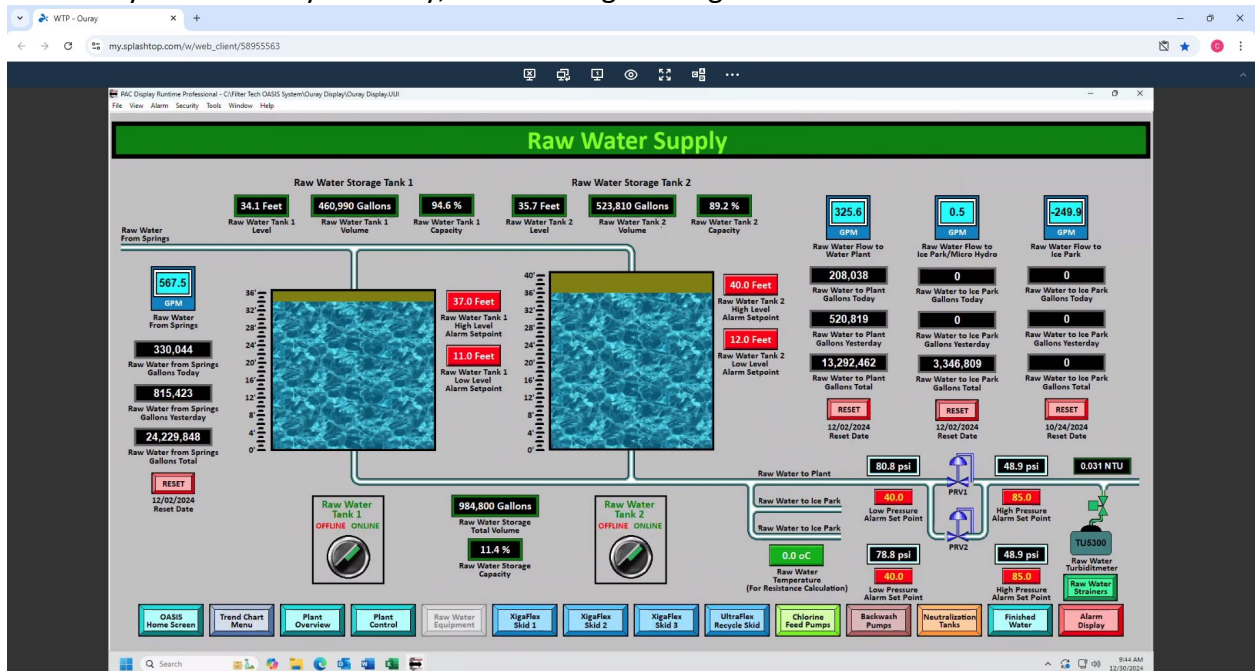 WTP - Ouray
my.splashtop.com/w/web_client/58955563
PAC Display Runtime Professional - C:\Filter Tech OASIS System\Ouray Display\Ouray Display.UUI
File View Alarm Security Tools Window Help
Raw Water Supply
Raw Water Storage Tank 1
34.1 Feet
Raw Water Tank 1
Level
460,990 Gallons
Raw Water Tank 1
Volume
94.6 %
Raw Water Tank 1
Capacity
Raw Water Storage Tank 2
35.7 Feet
Raw Water Tank 2
Level
523,810 Gallons
Raw Water Tank 2
Volume
89.2 %
Raw Water Tank 2
Capacity
Raw Water
From Springs
567.5
GPM
Raw Water
From Springs
330,044
Raw Water from Springs
Gallons Today
815,423
Raw Water from Springs
Gallons Yesterday
24,229,848
Raw Water from Springs
Gallons Total
RESET
12/02/2024
Reset Date
36'
32'
28'
24'
20'
16'
12'
8'
4'
0'
37.0 Feet
Raw Water Tank 1
High Level
Alarm Setpoint
11.0 Feet
Raw Water Tank 1
Low Level
Alarm Setpoint
40'
36'
32'
28'
24'
20'
16'
12'
8'
4'
0'
40.0 Feet
Raw Water Tank 2
High Level
Alarm Setpoint
12.0 Feet
Raw Water Tank 2
Low Level
Alarm Setpoint
325.6
GPM
Raw Water Flow to
Water Plant
208,038
Raw Water to Plant
Gallons Today
520,819
Raw Water to Plant
Gallons Yesterday
13,292,462
Raw Water to Plant
Gallons Total
RESET
12/02/2024
Reset Date
0.5
GPM
Raw Water Flow to
Ice Park/Micro Hydro
0
Raw Water to Ice Park
Gallons Today
0
Raw Water to Ice Park
Gallons Yesterday
3,346,809
Raw Water to Ice Park
Gallons Total
RESET
12/02/2024
Reset Date
-249.9
GPM
Raw Water Flow to
Ice Park
0
Raw Water to Ice Park
Gallons Today
0
Raw Water to Ice Park
Gallons Yesterday
0
Raw Water to Ice Park
Gallons Total
RESET
10/24/2024
Reset Date
Raw Water
Tank 1
OFFLINE ONLINE
984,800 Gallons
Raw Water Storage
Total Volume
11.4 %
Raw Water Storage
Capacity
Raw Water
Tank 2
OFFLINE ONLINE
Raw Water to Plant
Raw Water to Ice Park
Raw Water to Ice Park
0.0 oC
Raw Water
Temperature
(For Resistance Calculation)
80.8 psi
40.0
Low Pressure
Alarm Set Point
PRV1
48.9 psi
85.0
High Pressure
Alarm Set Point
78.8 psi
40.0
Low Pressure
Alarm Set Point
PRV2
48.9 psi
85.0
High Pressure
Alarm Set Point
0.031 NTU
TU5300
Raw Water
Turbiditmeter
Raw Water
Strainers
OASIS
Home Screen
Trend Chart
Menu
Plant
Overview
Plant
Control
Raw Water
Equipment
XigaFlex
Skid 1
XigaFlex
Skid 2
XigaFlex
Skid 3
UltraFlex
Recycle Skid
Chlorine
Feed Pumps
Backwash
Pumps
Neutralization
Tanks
Finished
Water
Alarm
Display
Search
9:44 AM
12/30/2024